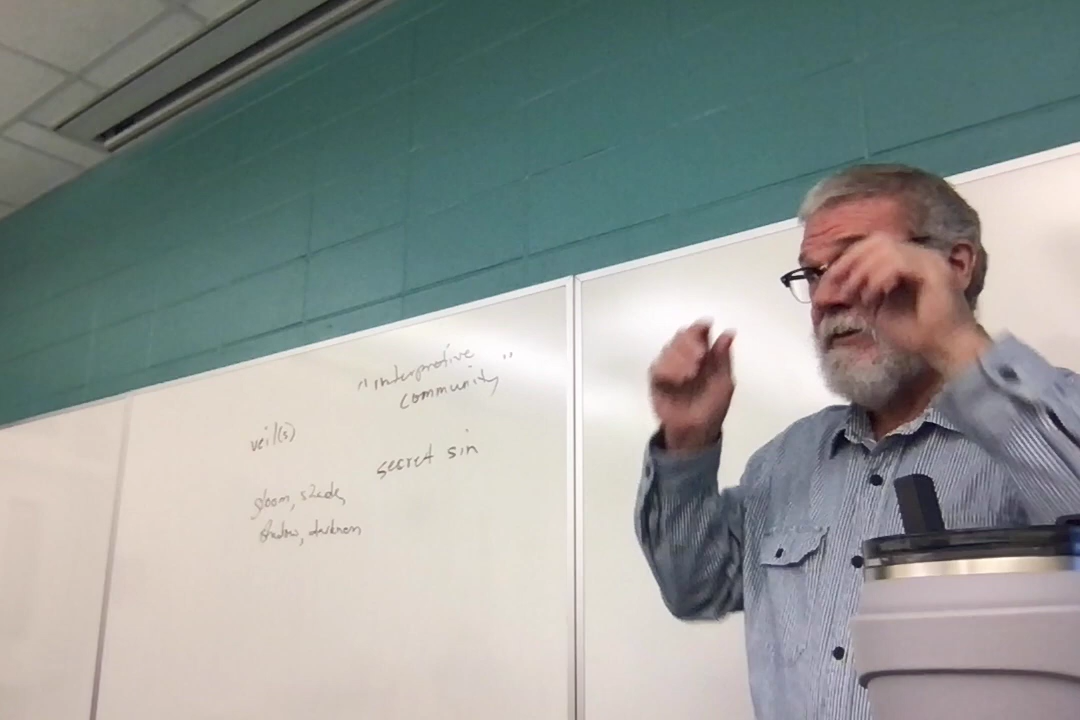 "interpretive
community"
veil(s)
secret sin
gloom, shade,
shadow, darkness